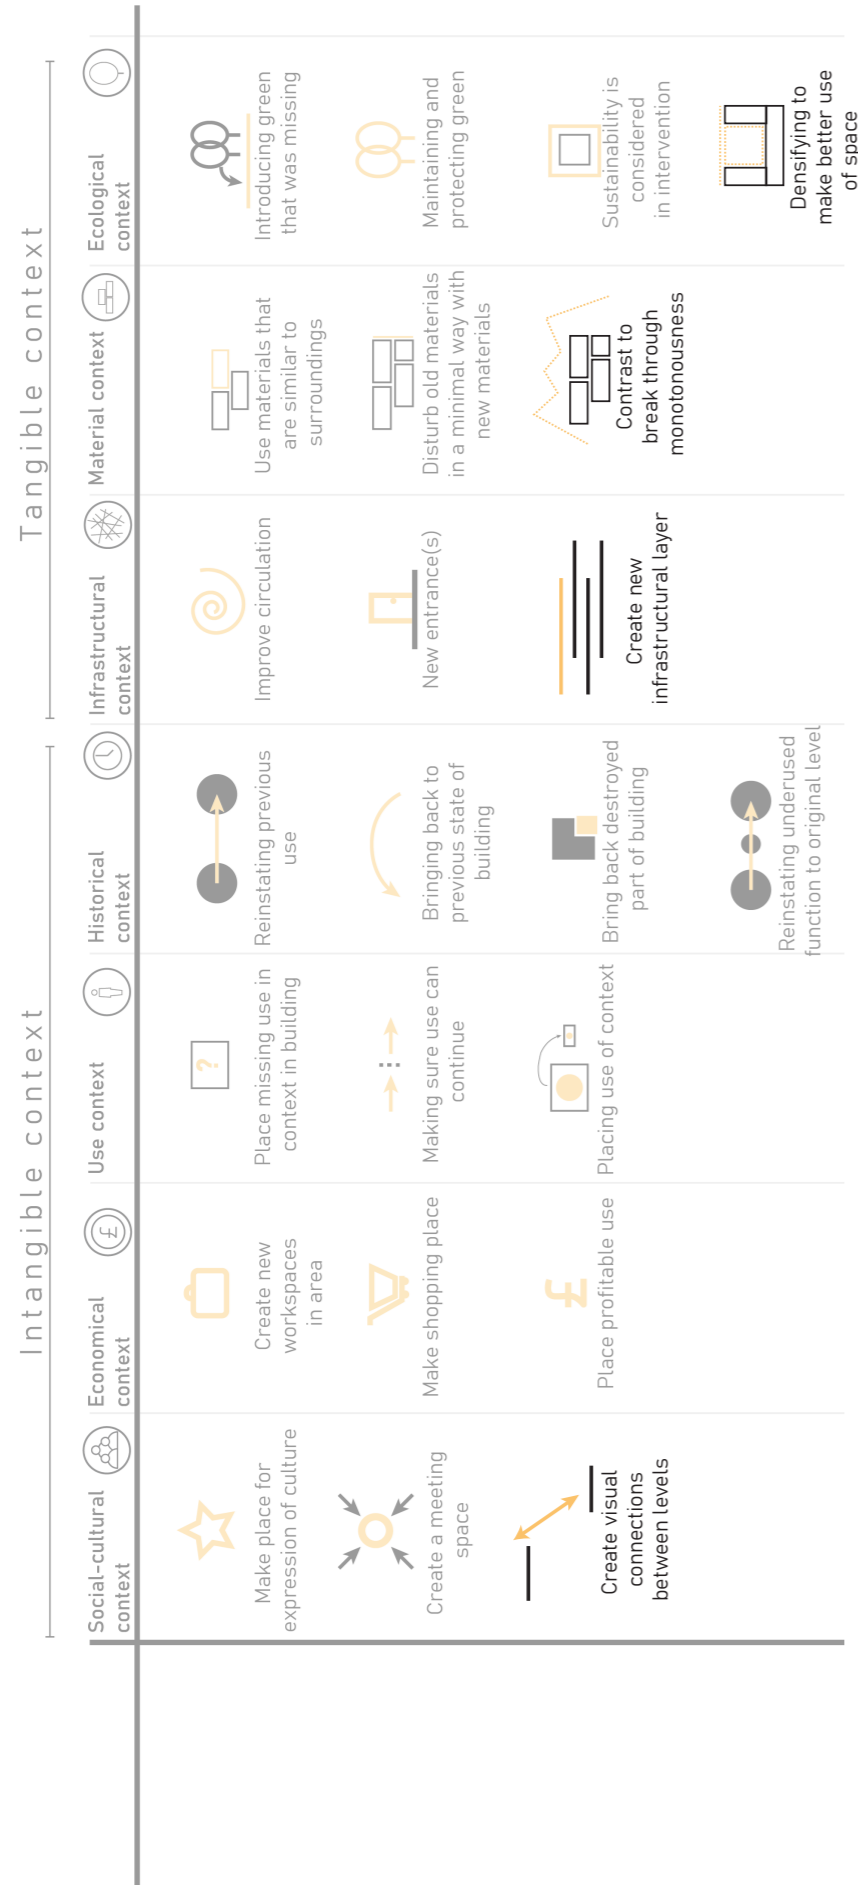 Intangible context
Tangible context
Social-cultural
context
Economical
context
Use context
Historical
context
Infrastructural
context
Material context
Ecological
context
Make place for
expression of culture
Create new
workspaces
in area
Place missing use in
context in building
?
Reinstating previous
use
Improve circulation
Use materials that
are similar to
surroundings
Introducing green
that was missing
Create a meeting
space
Make shopping place
Making sure use can
continue
Bringing back to
previous state of
building
New entrance(s)
Disturb old materials
in a minimal way with
new materials
Maintaining and
protecting green
Create visual
connections
between levels
£
£
Place profitable use
Placing use of context
Bring back destroyed
part of building
Create new
infrastructural layer
Contrast to
break through
monotonousness
Sustainability is
considered
in intervention
Reinstating underused
function to original level
Densifying to
make better use
of space